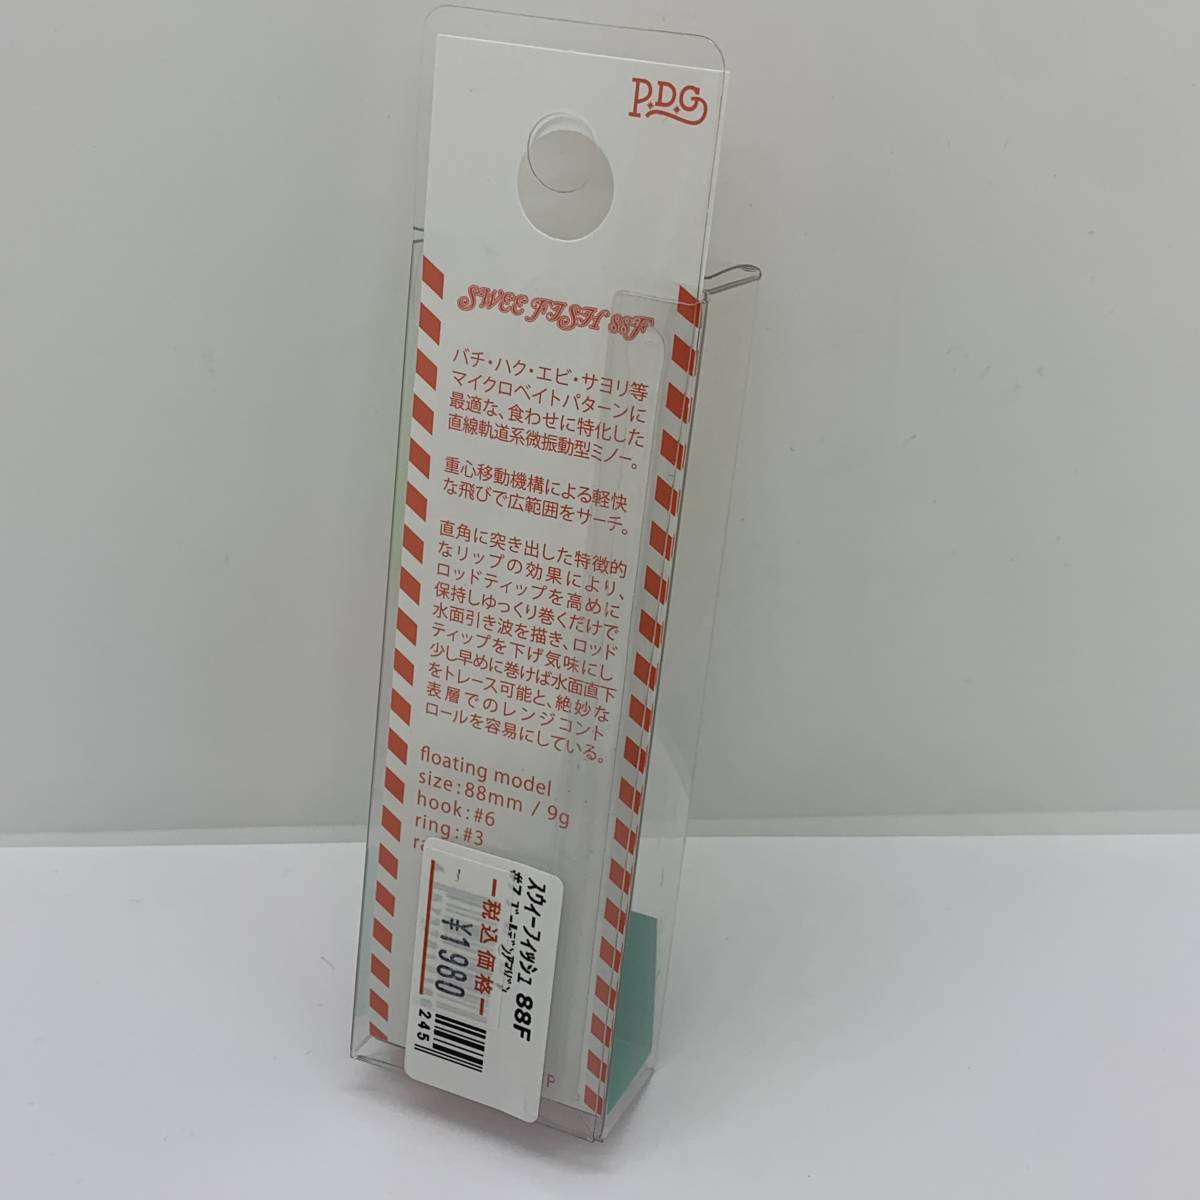 P.D.G
SWEE FISH 88F
バチ・ハク・エビ・サヨリ等
マイクロベイトパターンに
最適な、食わせに特化した
直線軌道系微振動型ミノー。
重心移動機構による軽快
な飛びで広範囲をサーチ。
直角に突き出した特徴的
なリップの効果により、
ロッドティップを高めに
保持しゆっくり巻くだけで
水面引き波を描き、ロッド
ティップを下げ気味にし
少し早めに巻けば水面直下
をトレース可能と、絶妙な
表層でのレンジコント
ロールを容易にしている。
floating model
size:88mm / 9g
hook:#6
ring:#3
スウィーフィッシュ 88F
税込価格
¥1980
245
P